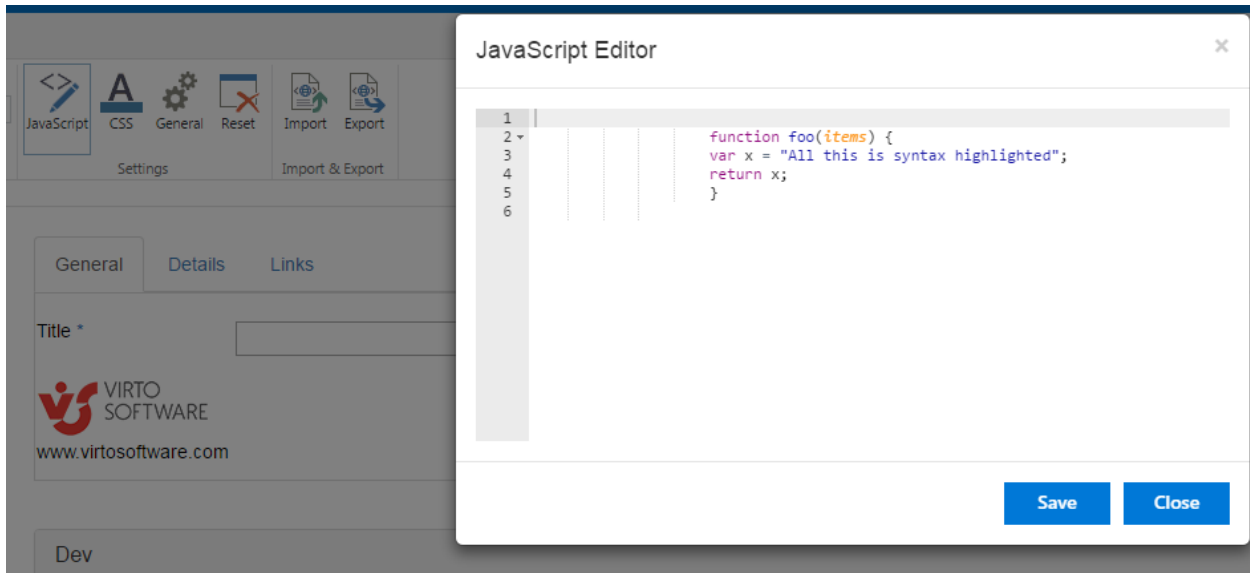 JavaScript
CSS
General
Reset
Import
Export
Settings
Import & Export
General
Details
Links
Title *
VIRTO
SOFTWARE
www.virtosoftware.com
Dev
JavaScript Editor
×
1
2 function foo(items) {
3 var x = "All this is syntax highlighted";
4 return x;
5 }
6
Save
Close